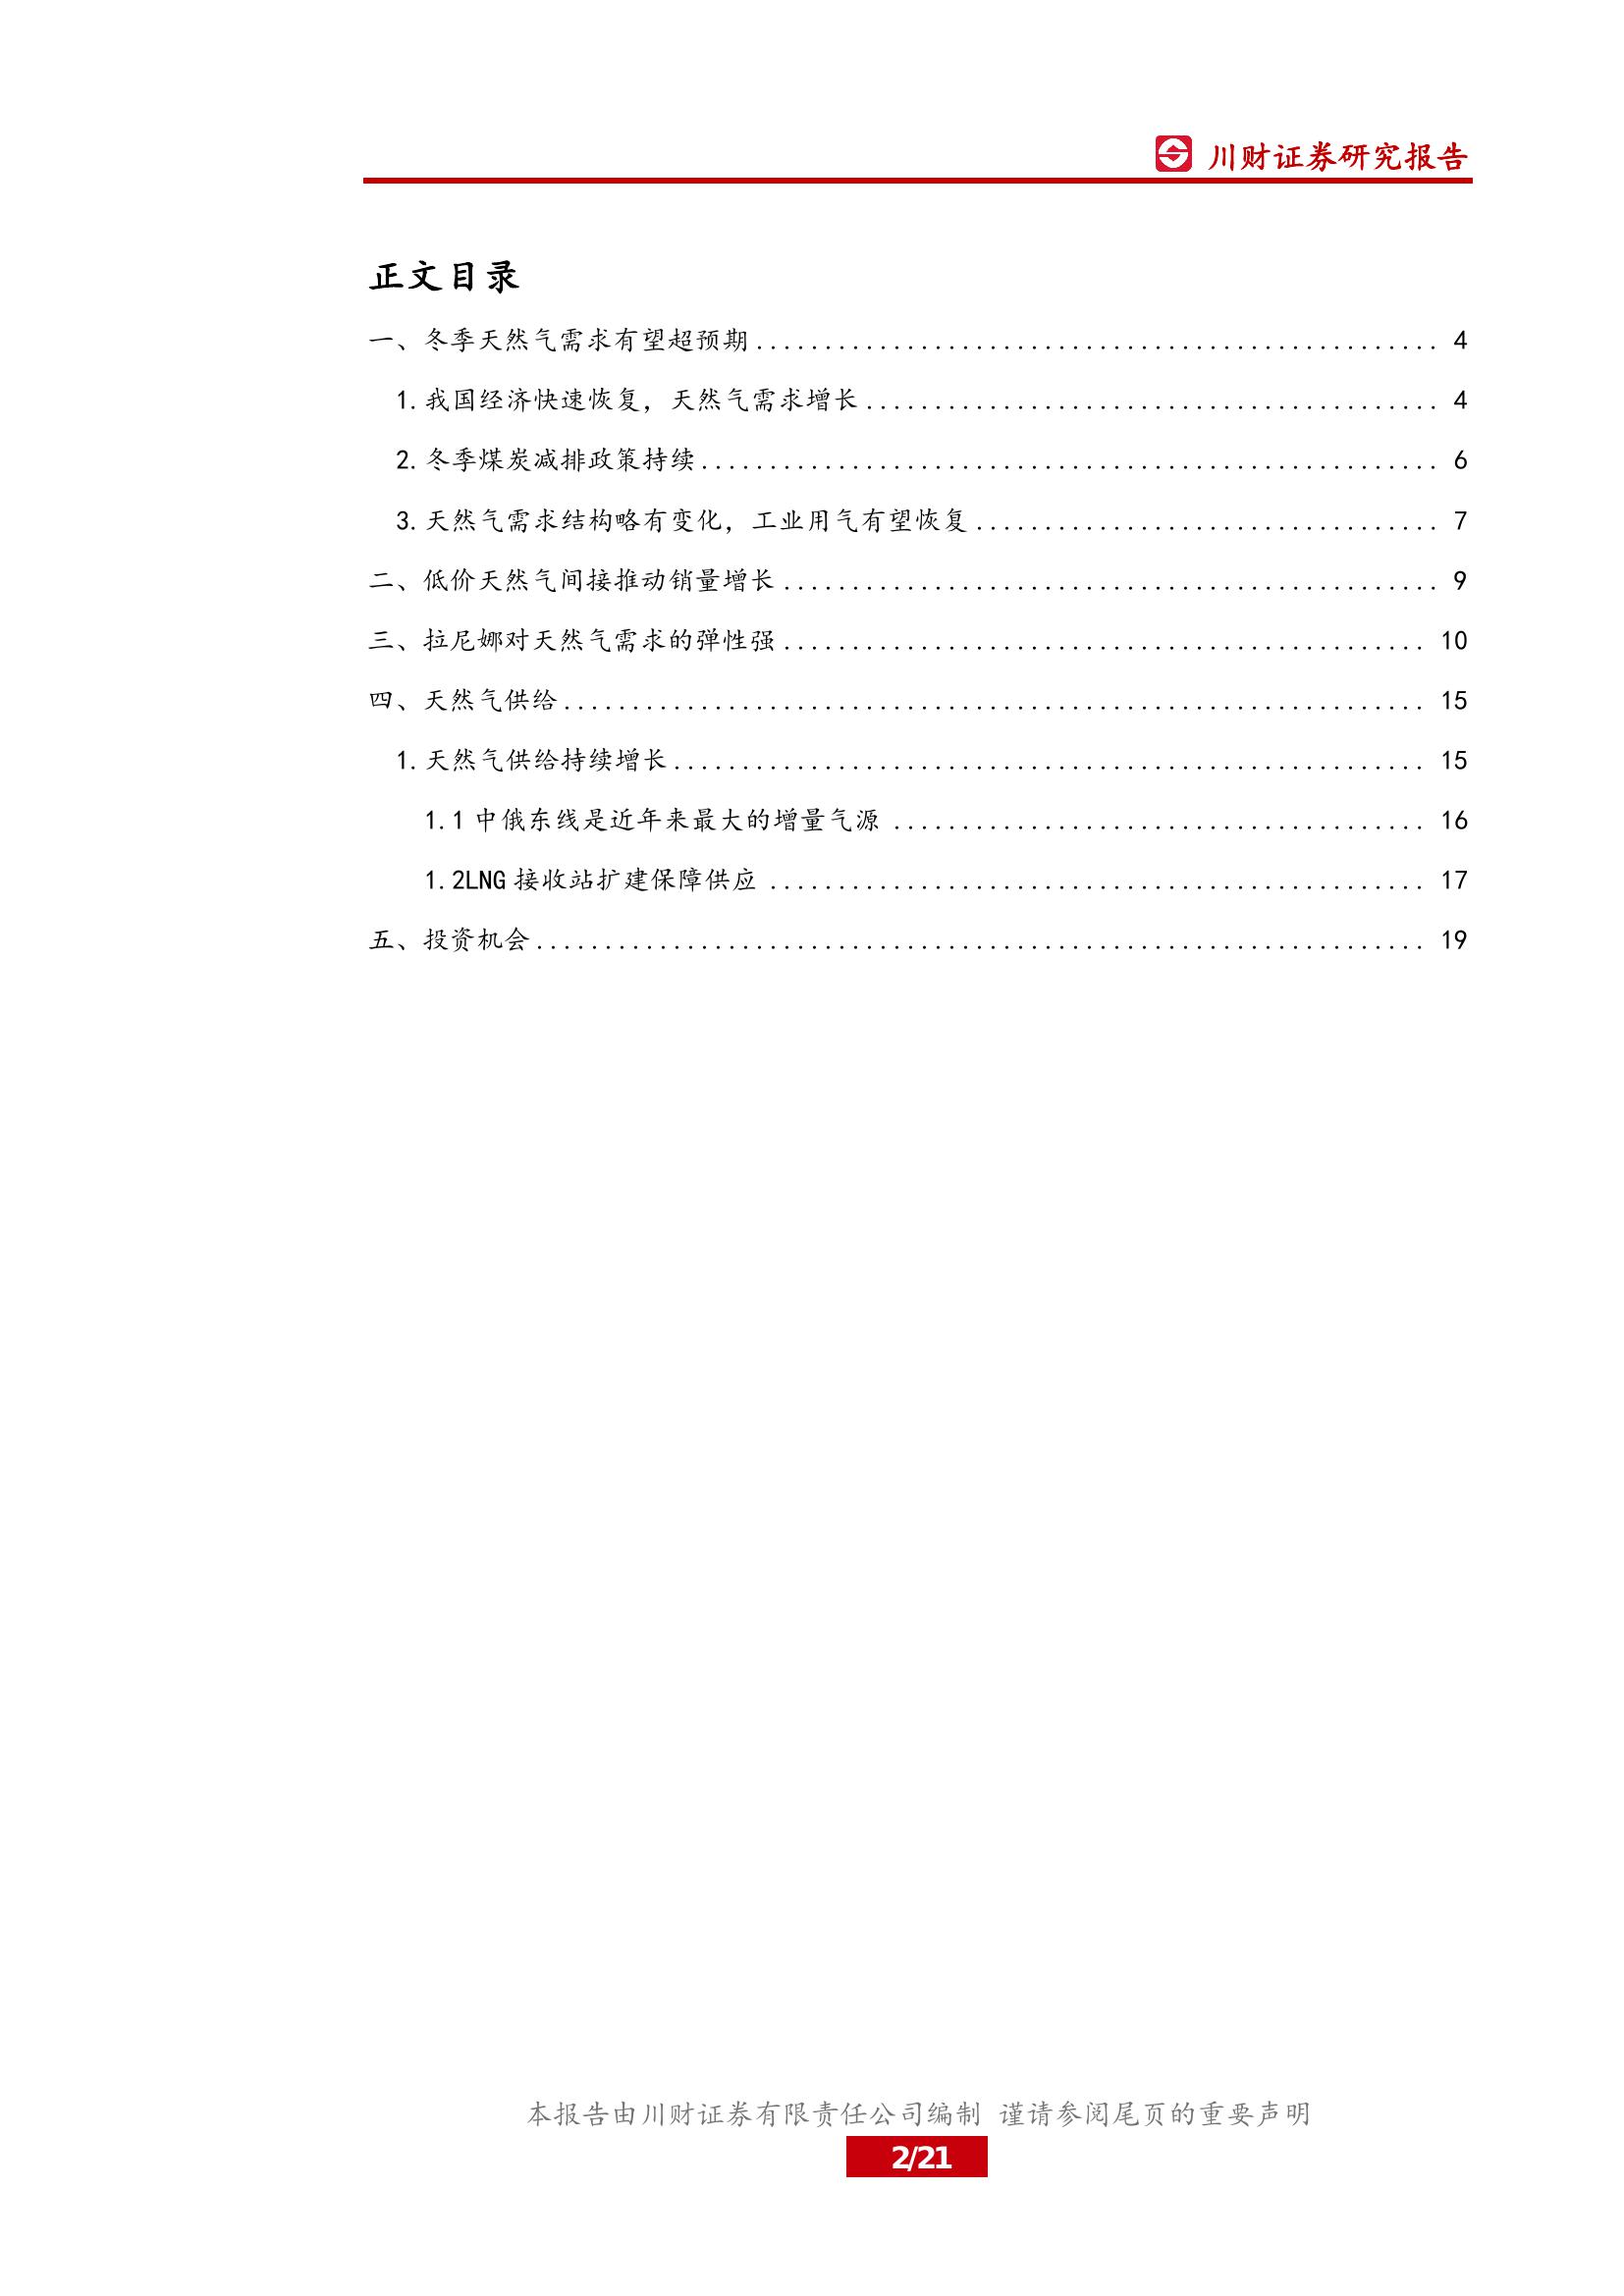 川财证券研究报告
正文目录
一、冬季天然气需求有望超预期.................................................. 4
1.我国经济快速恢复，天然气需求增长.......................................... 4
2.冬季煤炭减排政策持续...................................................... 6
3.天然气需求结构略有变化，工业用气有望恢复.................................. 7
二、低价天然气间接推动销量增长................................................ 9
三、拉尼娜对天然气需求的弹性强............................................... 10
四、天然气供给............................................................... 15
1.天然气供给持续增长....................................................... 15
1.1 中俄东线是近年来最大的增量气源 ....................................... 16
1.2LNG 接收站扩建保障供应 ................................................ 17
五、投资机会................................................................. 19
本报告由川财证券有限责任公司编制 谨请参阅尾页的重要声明
2/21